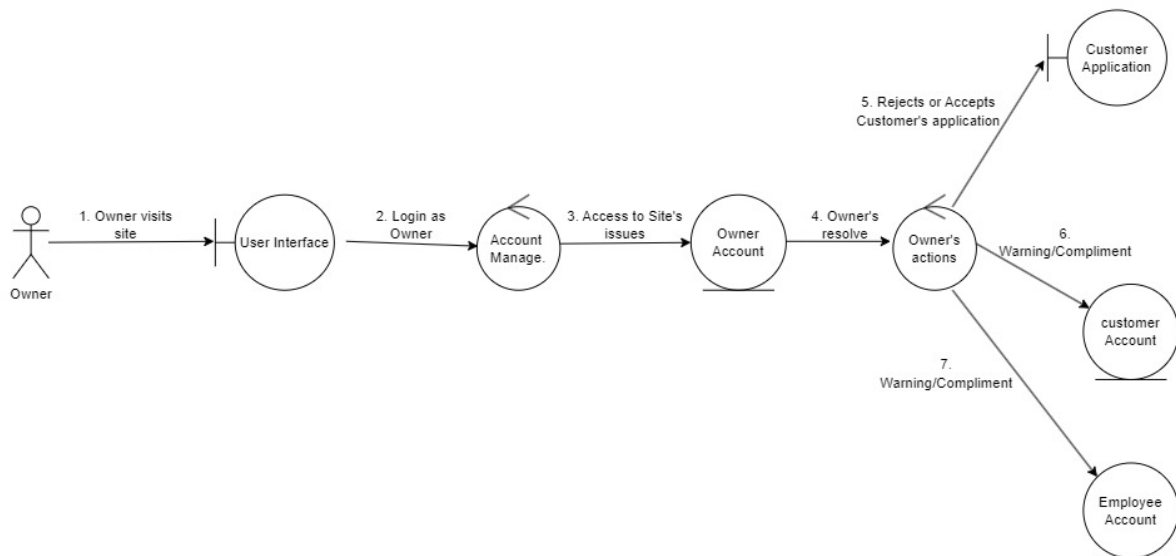 Customer
Application
5. Rejects or Accepts
Customer's application
1. Owner visits
site
User Interface
2. Login as
Owner
Account
Manage.
3. Access to Site's
issues
Owner
Account
4. Owner's
resolve
Owner's
actions
6.
Warning/Compliment
Owner
customer
Account
7.
Warning/Compliment
Employee
Account